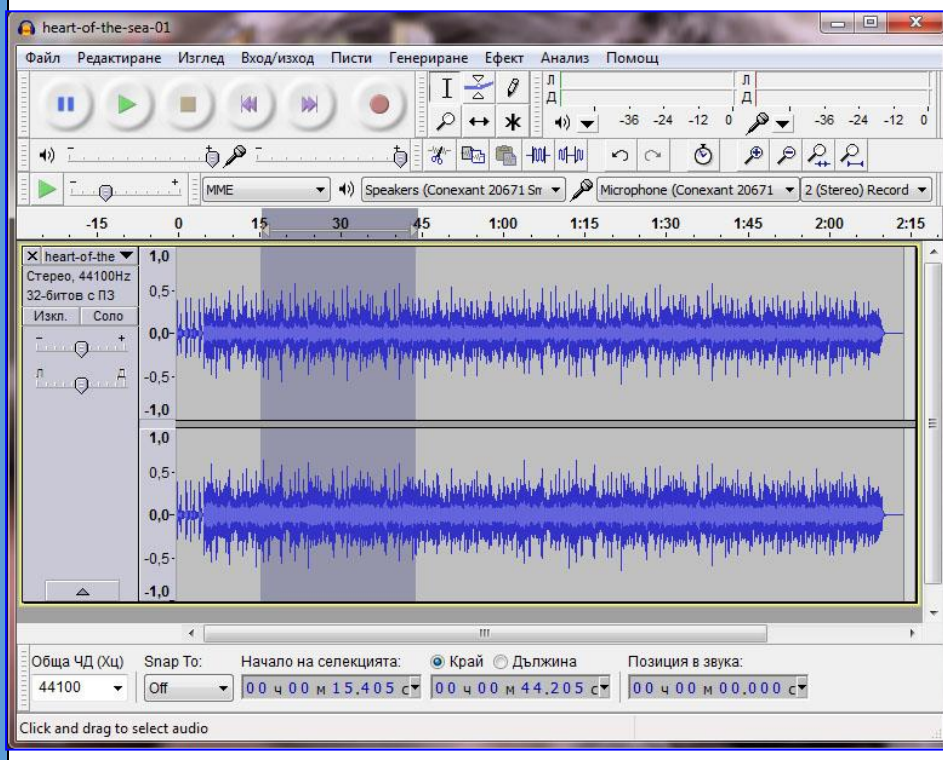 heart-of-the-sea-01
Файл Редактиране Изглед Вход/изход Писти Генериране Ефект Анализ Помощ
Л Д Л Д
-36 -24 -12 0 -36 -24 -12 0
MME Speakers (Conexant 20671 Sm Microphone (Conexant 20671 2 (Stereo) Record
-15 0 15 30 45 1:00 1:15 1:30 1:45 2:00 2:15
heart-of-the
Стерео, 44100Hz
32-битов с ПЗ
Изкл. Соло
- +
Л Д
1,0
0,5-
0,0-
-0,5-
-1,0
1,0
0,5-
0,0-
-0,5-
-1,0
Обща ЧД (Хц) Snap To: Начало на селекцията: Край Дължина Позиция в звука:
44100 Off 00 ч 00 м 15.405 с 00 ч 00 м 44.205 с 00 ч 00 м 00.000 с
Click and drag to select audio